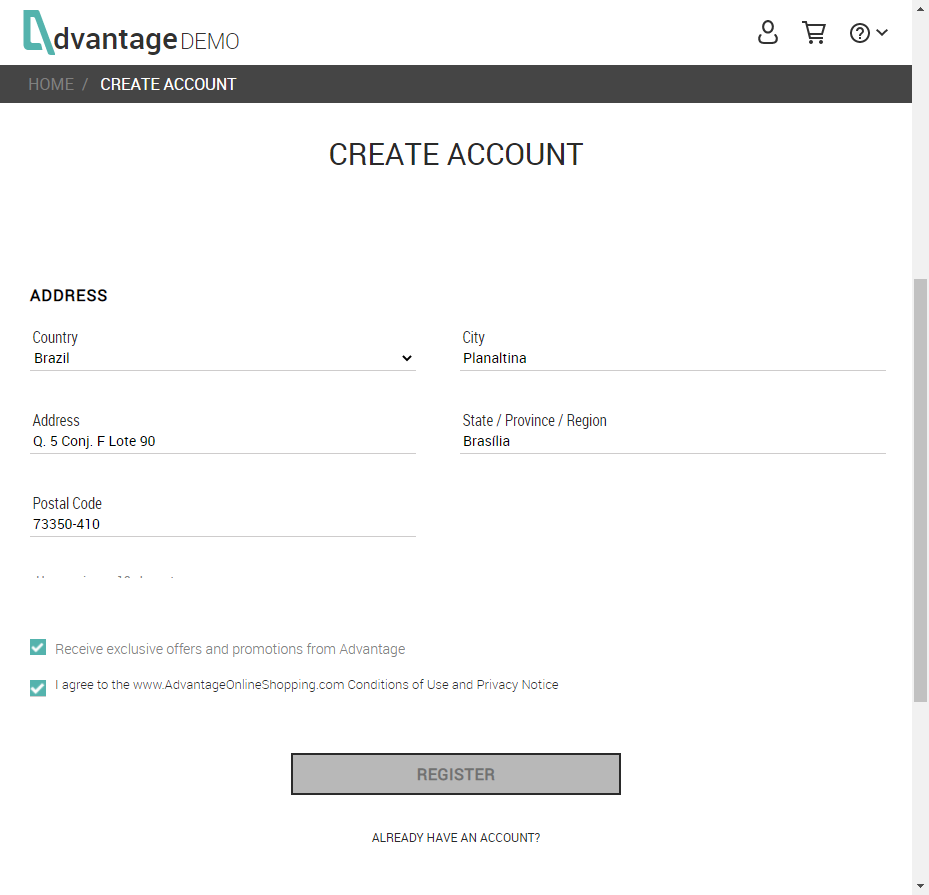 dvantage DEMO
HOME / CREATE ACCOUNT
CREATE ACCOUNT
ADDRESS
Country
Brazil
City
Planaltina
Address
Q. 5 Conj. F Lote 90
State / Province / Region
Brasília
Postal Code
73350-410
Receive exclusive offers and promotions from Advantage
I agree to the www.AdvantageOnlineShopping.com Conditions of Use and Privacy Notice
REGISTER
ALREADY HAVE AN ACCOUNT?